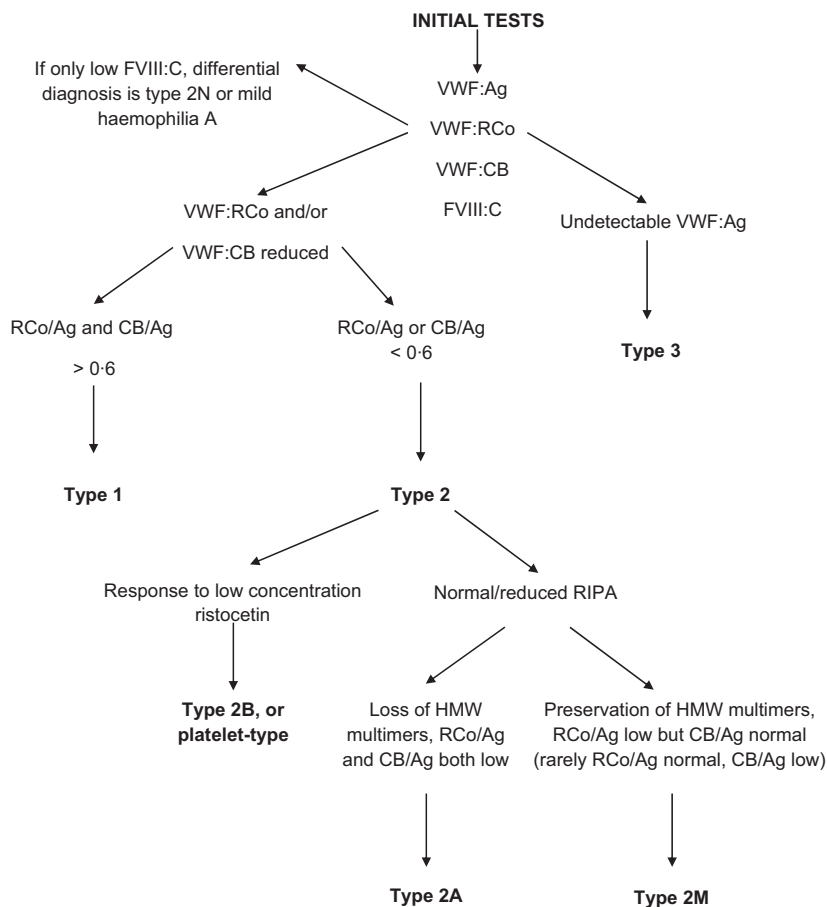 INITIAL TESTS
If only low FVIII:C, differential
diagnosis is type 2N or mild
haemophilia A
VWF:Ag
VWF:RCo
VWF:CB
FVIII:C
VWF:RCo and/or
VWF:CB reduced
Undetectable VWF:Ag
RCo/Ag and CB/Ag
> 0·6
RCo/Ag or CB/Ag
< 0·6
Type 3
Type 1
Type 2
Response to low concentration
ristocetin
Normal/reduced RIPA
Type 2B, or
platelet-type
Loss of HMW
multimers, RCo/Ag
and CB/Ag both low
Preservation of HMW multimers,
RCo/Ag low but CB/Ag normal
(rarely RCo/Ag normal, CB/Ag low)
Type 2A
Type 2M